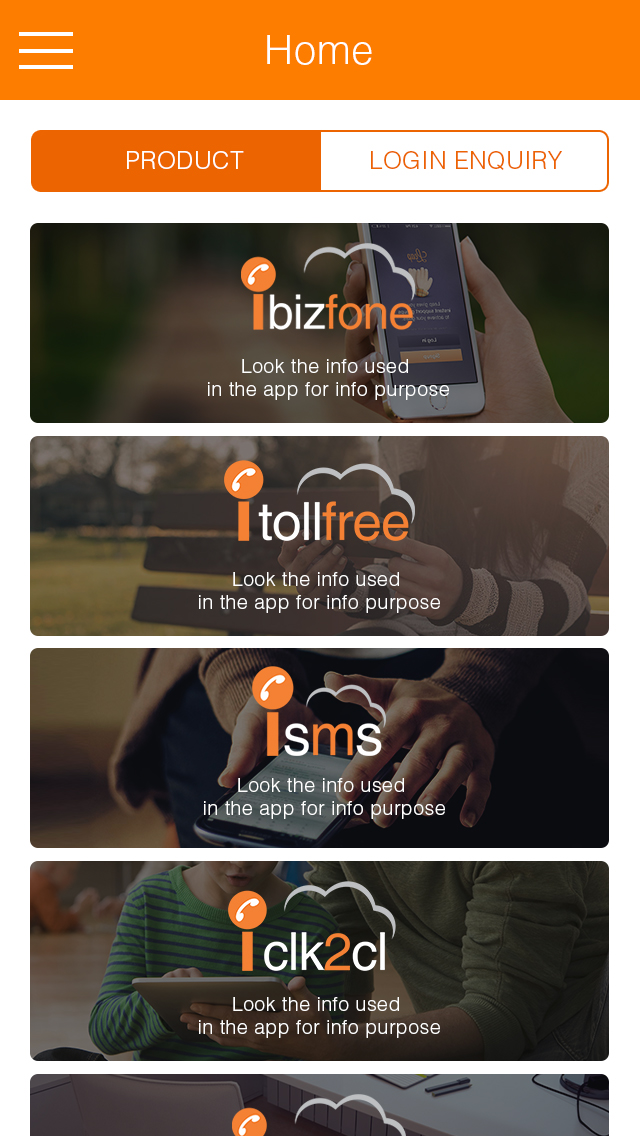 Home
PRODUCT
LOGIN ENQUIRY
ibizfone
Look the info used
in the app for info purpose
itollfree
Look the info used
in the app for info purpose
isms
Look the info used
in the app for info purpose
iclk2cl
Look the info used
in the app for info purpose